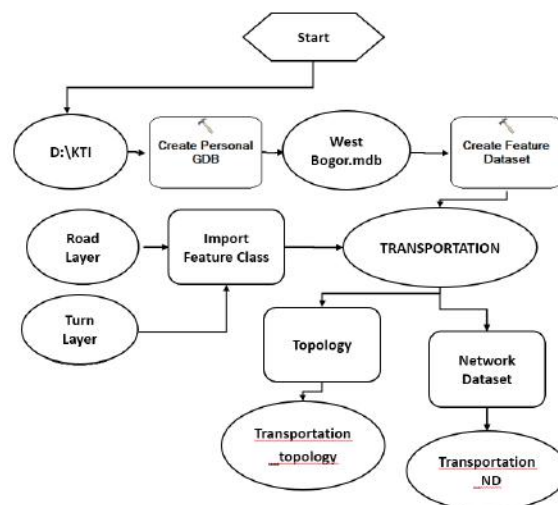 Start
D:\KTI
Create Personal
GDB
West
Bogor.mdb
Create Feature
Dataset
Road
Layer
Import
Feature Class
TRANSPORTATION
Turn
Layer
Topology
Network
Dataset
Transportation
_topology
Transportation
_ND